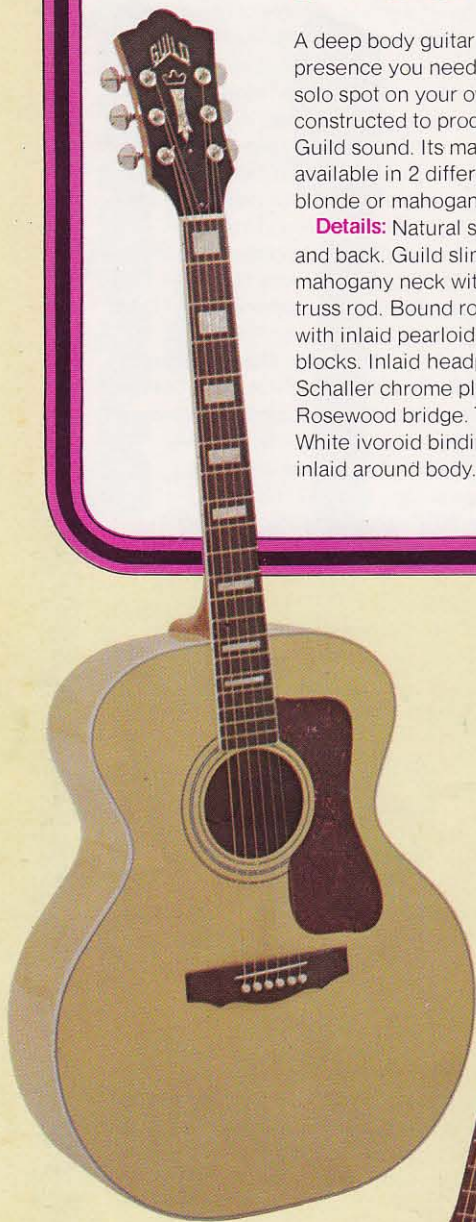 A deep body guitar
presence you need
solo spot on your o
constructed to prod
Guild sound. Its ma
available in 2 differ
blonde or mahogan
Details: Natural s
and back. Guild slin
mahogany neck wit
truss rod. Bound ro
with inlaid pearloid
blocks. Inlaid head
Schaller chrome pl
Rosewood bridge.
White ivoroid bindi
inlaid around body.
GUILD